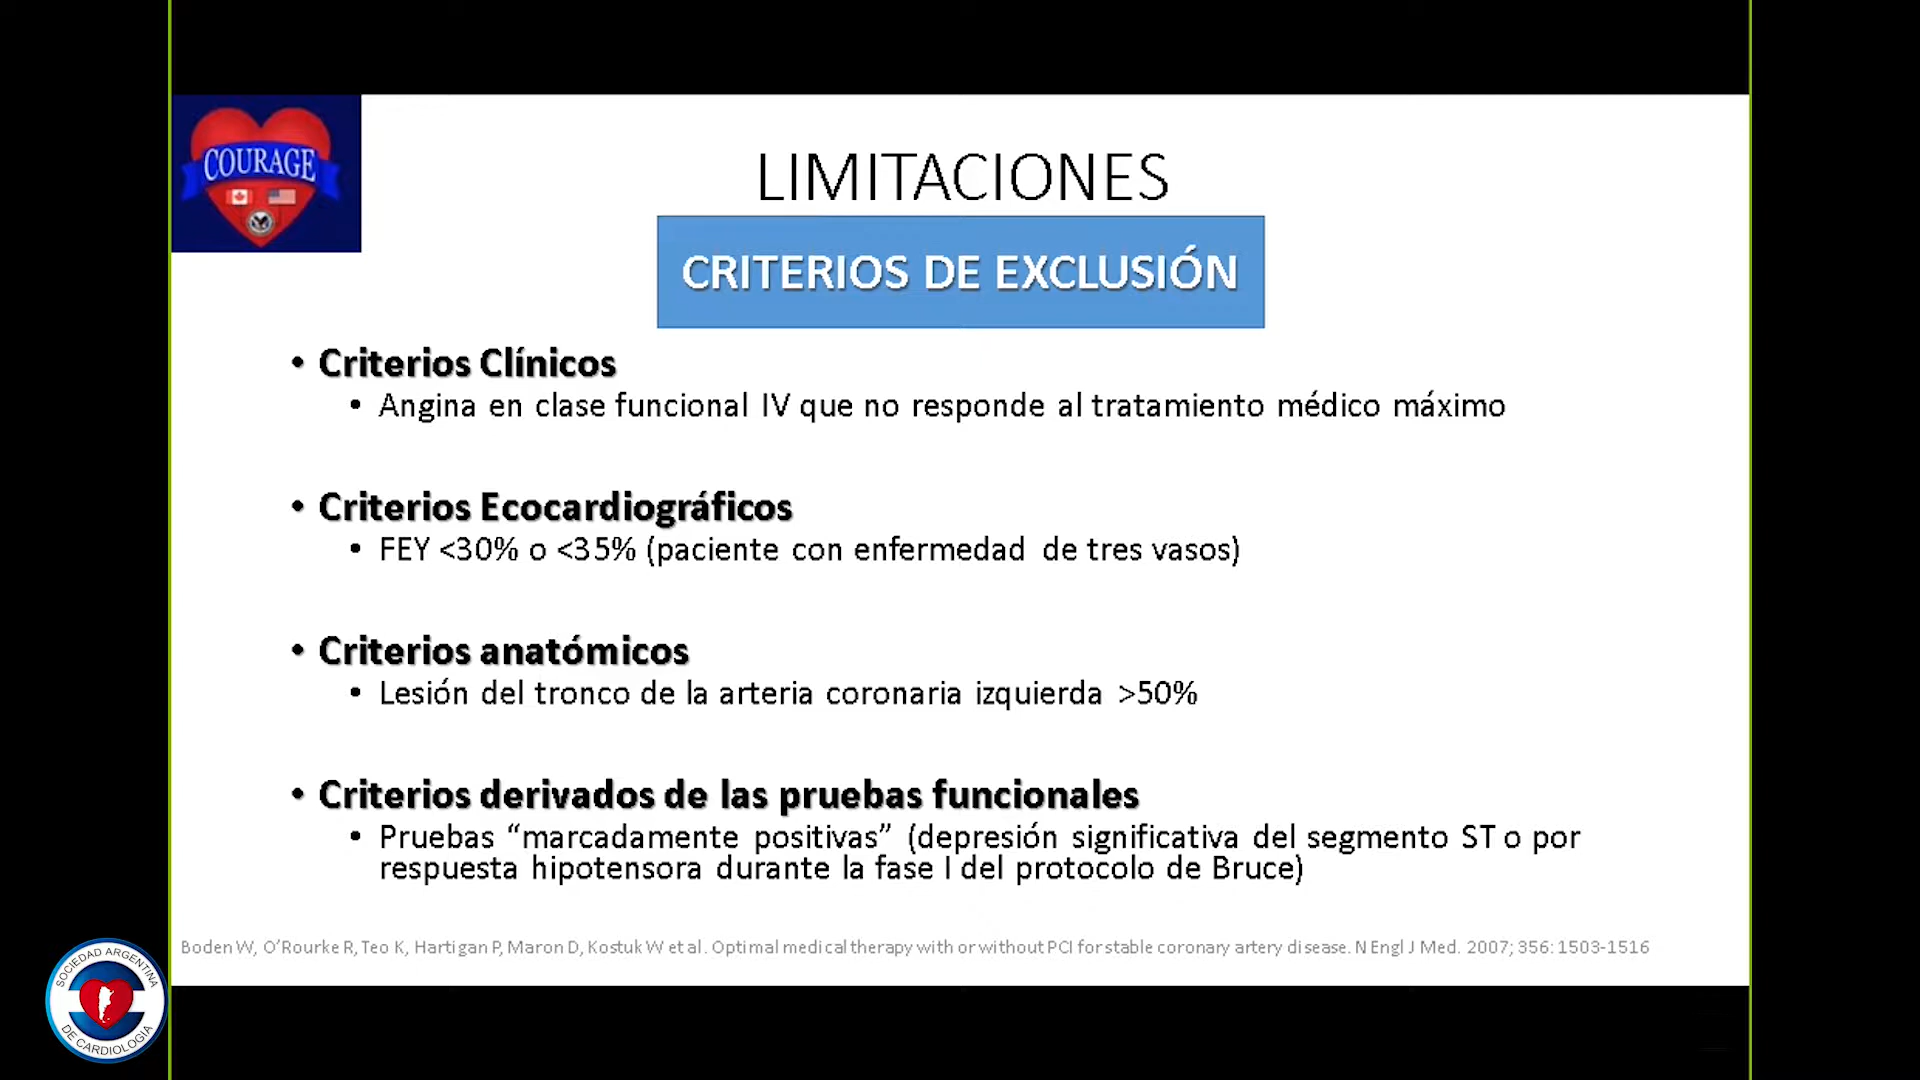 COURAGE
LIMITACIONES
CRITERIOS DE EXCLUSIÓN
• Criterios Clínicos
• Angina en clase funcional IV que no responde al tratamiento médico máximo
• Criterios Ecocardiográficos
• FEY <30% o <35% (paciente con enfermedad de tres vasos)
• Criterios anatómicos
• Lesión del tronco de la arteria coronaria izquierda >50%
• Criterios derivados de las pruebas funcionales
• Pruebas “marcadamente positivas” (depresión significativa del segmento ST o por
respuesta hipotensora durante la fase I del protocolo de Bruce)
Boden W, O’Rourke R, Teo K, Hartigan P, Maron D, Kostuk W et al. Optimal medical therapy with or without PCI for stable coronary artery disease. N Engl J Med. 2007; 356: 1503-1516
SOCIEDAD ARGENTINA
DE CARDIOLOGIA